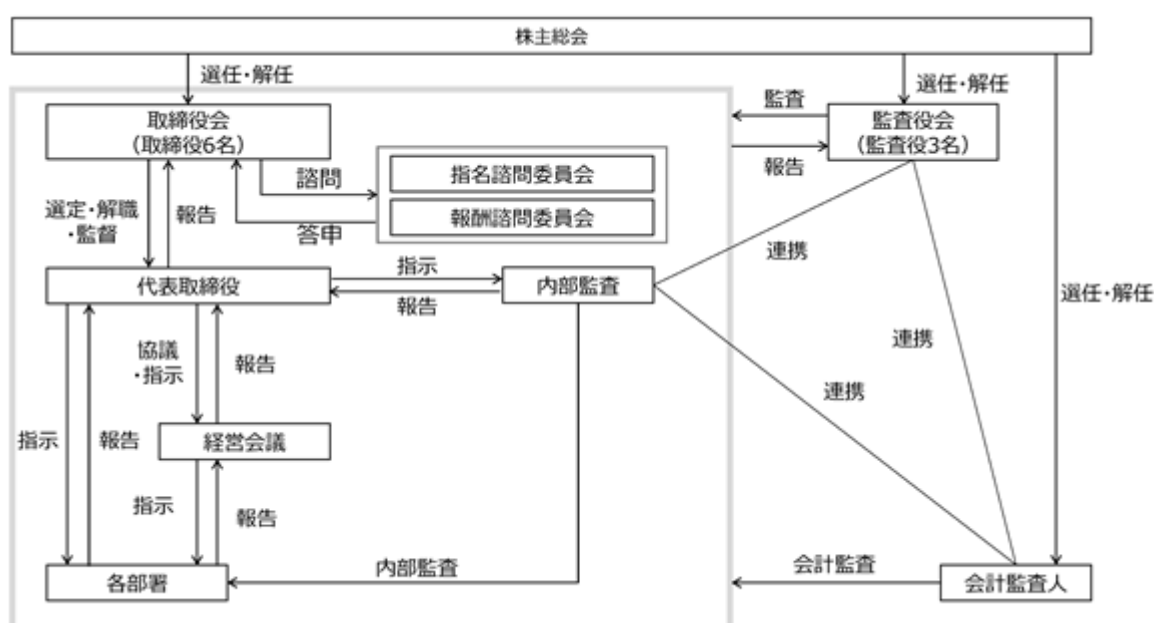 株主総会
選任・解任
選任・解任
監査
取締役会
（取締役6名）
監査役会
（監査役3名）
報告
諮問
指名諮問委員会
選定・解職
・監督
報告
報酬諮問委員会
答申
連携
指示
代表取締役
内部監査
報告
選任・解任
連携
協議
・指示
報告
連携
指示
報告
経営会議
指示
報告
内部監査
会計監査
各部署
会計監査人